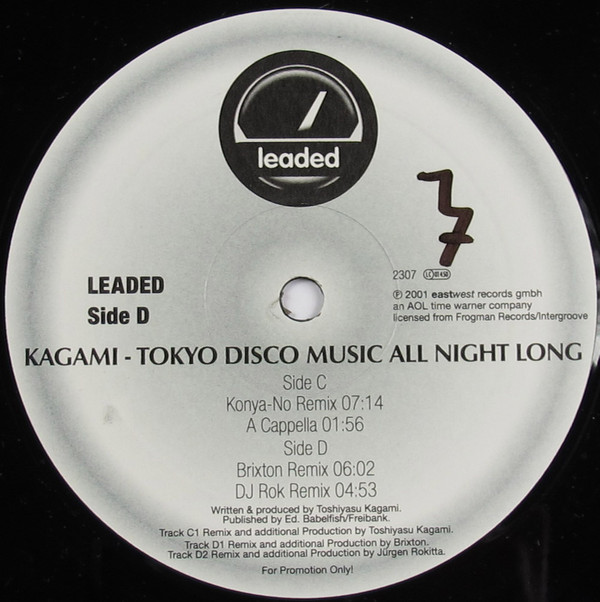 leaded
77
2307 LC 01450
LEADED
Side D
℗ 2001 eastwest records gmbh
an AOL time warner company
licensed from Frogman Records/Intergroove
KAGAMI - TOKYO DISCO MUSIC ALL NIGHT LONG
Side C
Konya-No Remix 07:14
A Cappella 01:56
Side D
Brixton Remix 06:02
DJ Rok Remix 04:53
Written & produced by Toshiyasu Kagami.
Published by Ed. Babelfish/Freibank.
Track C1 Remix and additional Production by Toshiyasu Kagami.
Track D1 Remix and additional Production by Brixton.
Track D2 Remix and additional Production by Jürgen Rokitta.
For Promotion Only!